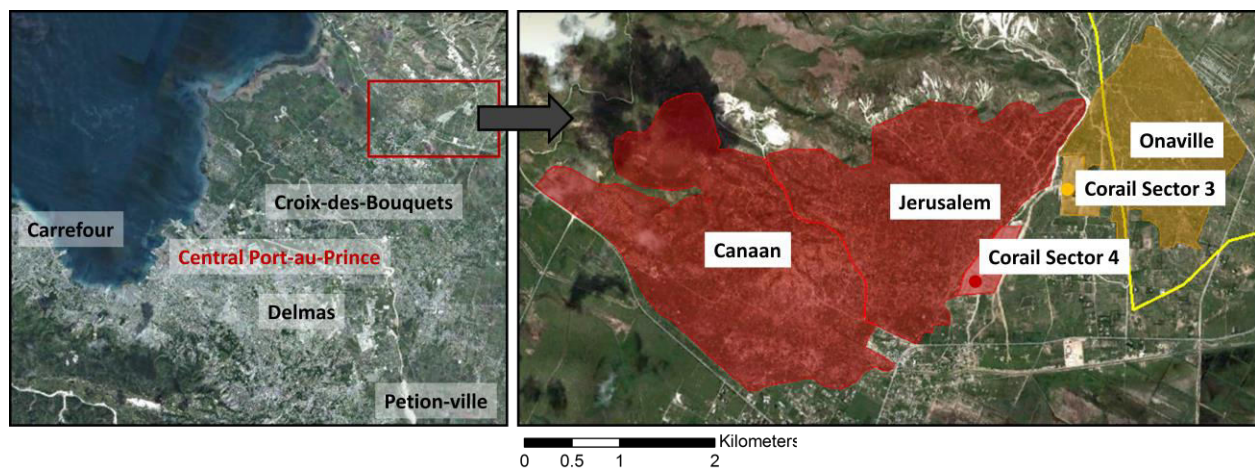 Carrefour
Croix-des-Bouquets
Central Port-au-Prince
Delmas
Petion-ville
Onaville
Corail Sector 3
Jerusalem
Canaan
Corail Sector 4
Kilometers
0 0.5 1 2